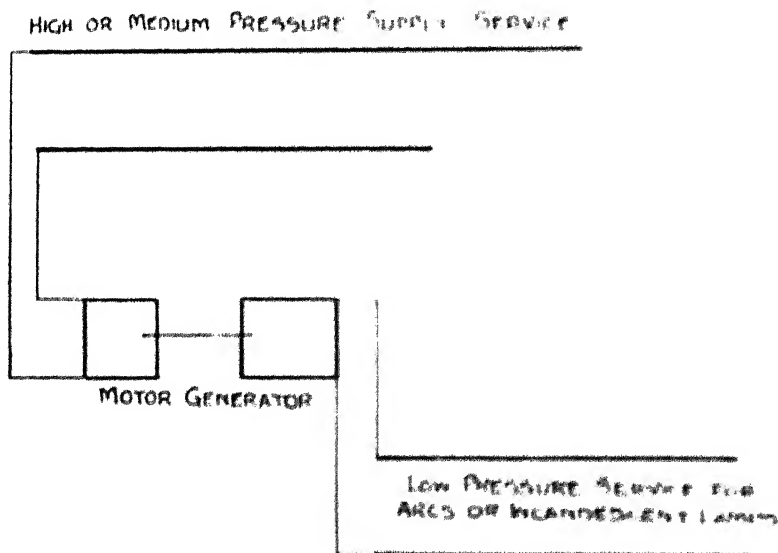 HIGH OR MEDIUM PRESSURE SUPPLY SERVICE
MOTOR GENERATOR
LOW PRESSURE SERVICE FOR
ARCS OR INCANDESCENT LAMPS